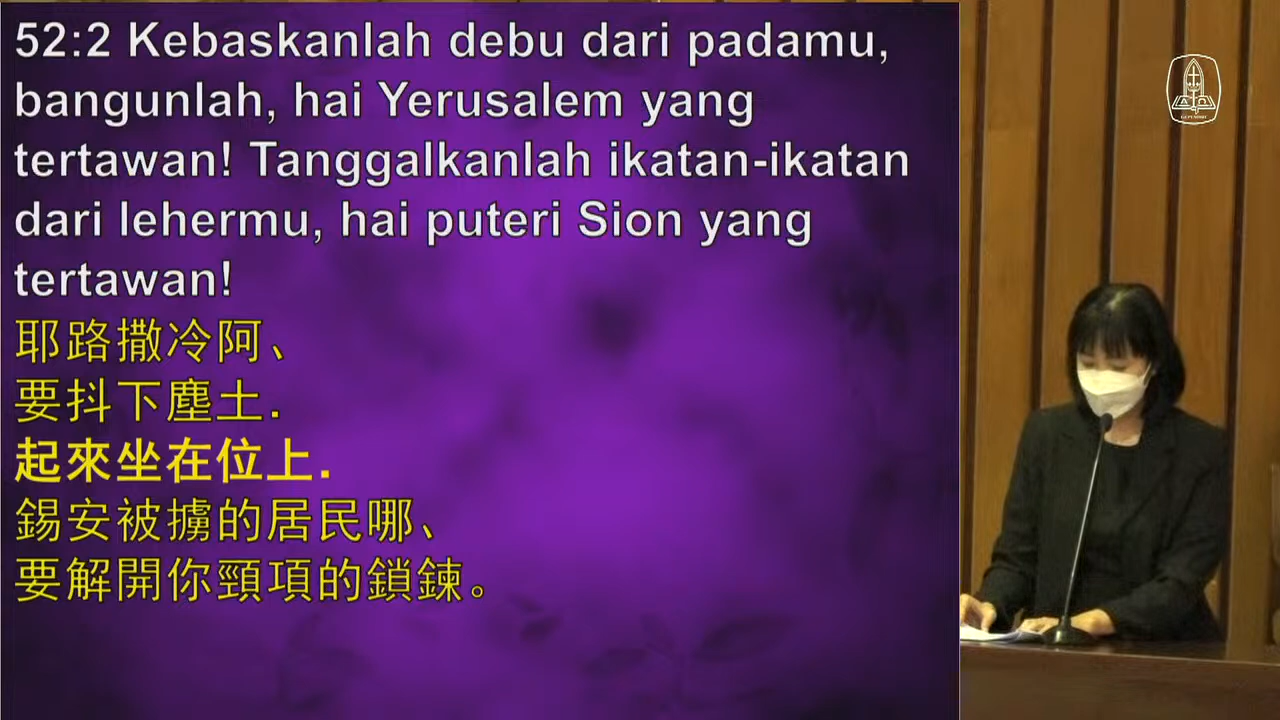 52:2 Kebaskanlah debu dari padamu,
bangunlah, hai Yerusalem yang
tertawan! Tanggalkanlah ikatan-ikatan
dari lehermu, hai puteri Sion yang
tertawan!
耶路撒冷阿、
要抖下塵土.
起來坐在位上.
錫安被擄的居民哪、
要解開你頸項的鎖鍊。